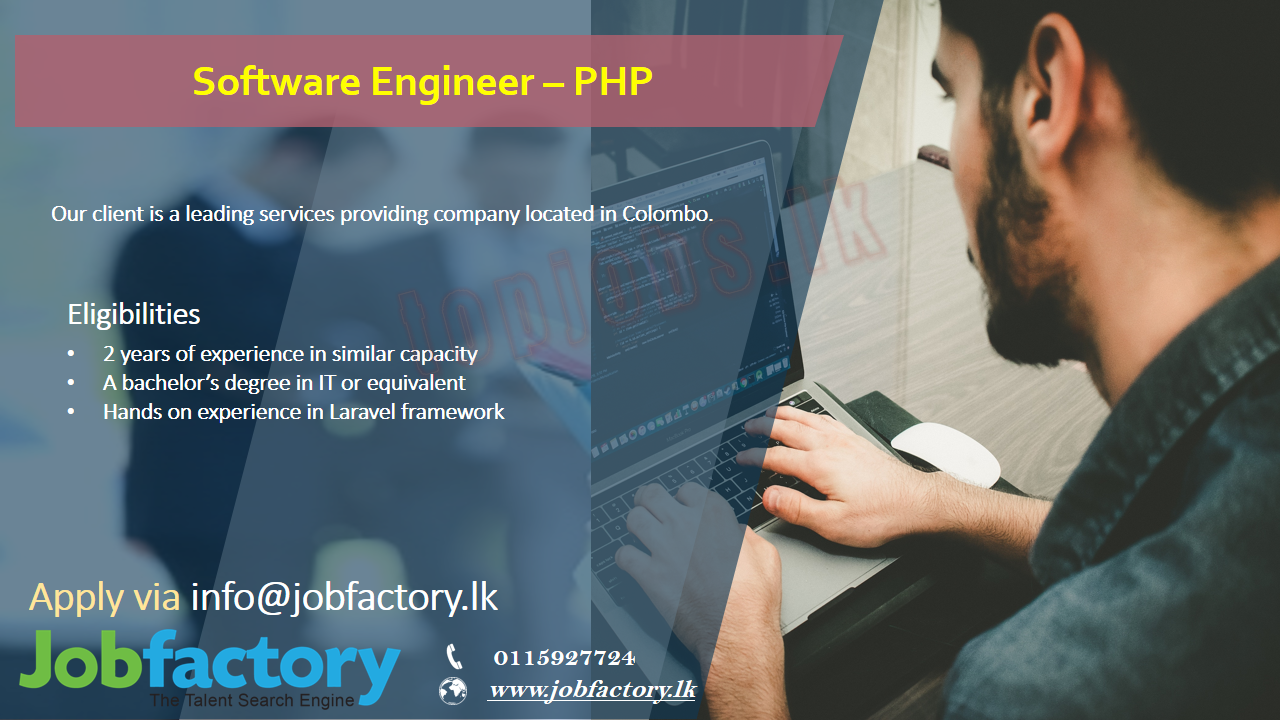 Software Engineer – PHP
Our client is a leading services providing company located in Colombo.
topjobs.lk
Eligibilities
• 2 years of experience in similar capacity
• A bachelor’s degree in IT or equivalent
• Hands on experience in Laravel framework
Apply via info@jobfactory.lk
Jobfactory
The Talent Search Engine
0115927724
www.jobfactory.lk